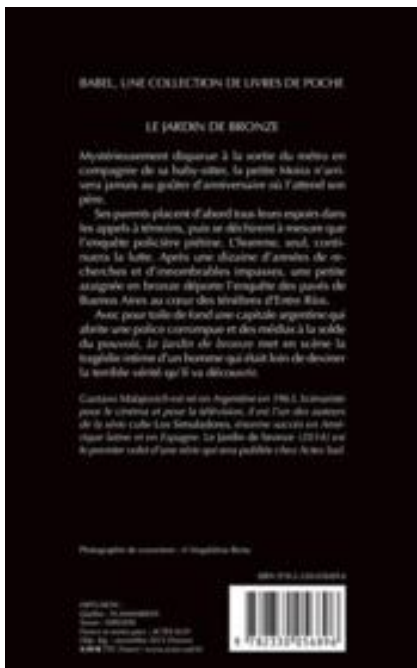 BABEL, UNE COLLECTION DE LIVRES DE POCHE
LE JARDIN DE BRONZE
Mystérieusement disparue à la sortie du métro en
compagnie de sa baby-sitter, la petite Moira n'arri-
vera jamais au goûter d'anniversaire où l'attend son
père.
Ses parents placent d'abord tous leurs espoirs dans
les appels à témoins, puis se déchirent à mesure que
l'enquête policière piétine. L'homme, seul, conti-
nuera la lutte. Après une dizaine d'années de re-
cherches et d'innombrables impasses, une petite
araignée en bronze déporte l'enquête des pavés de
Buenos Aires au cœur des ténèbres d'Entre Ríos.
Avec pour toile de fond une capitale argentine qui
abrite une police corrompue et des médias à la solde
du pouvoir, Le Jardin de bronze met en scène la
tragédie intime d'un homme qui était loin de deviner
la terrible vérité qu'il va découvrir.
Gustavo Malajovich est né en Argentine en 1963. Scénariste
pour le cinéma et pour la télévision, il est l'un des auteurs
de la série culte Los Simuladores, énorme succès en Amé-
rique latine et en Espagne. Le Jardin de bronze (2014) est
le premier volet d'une série qui sera publiée chez Actes Sud.
Photographie de couverture : © Magdalena
ACTES SUD
novembre 2015
9 782330 056896